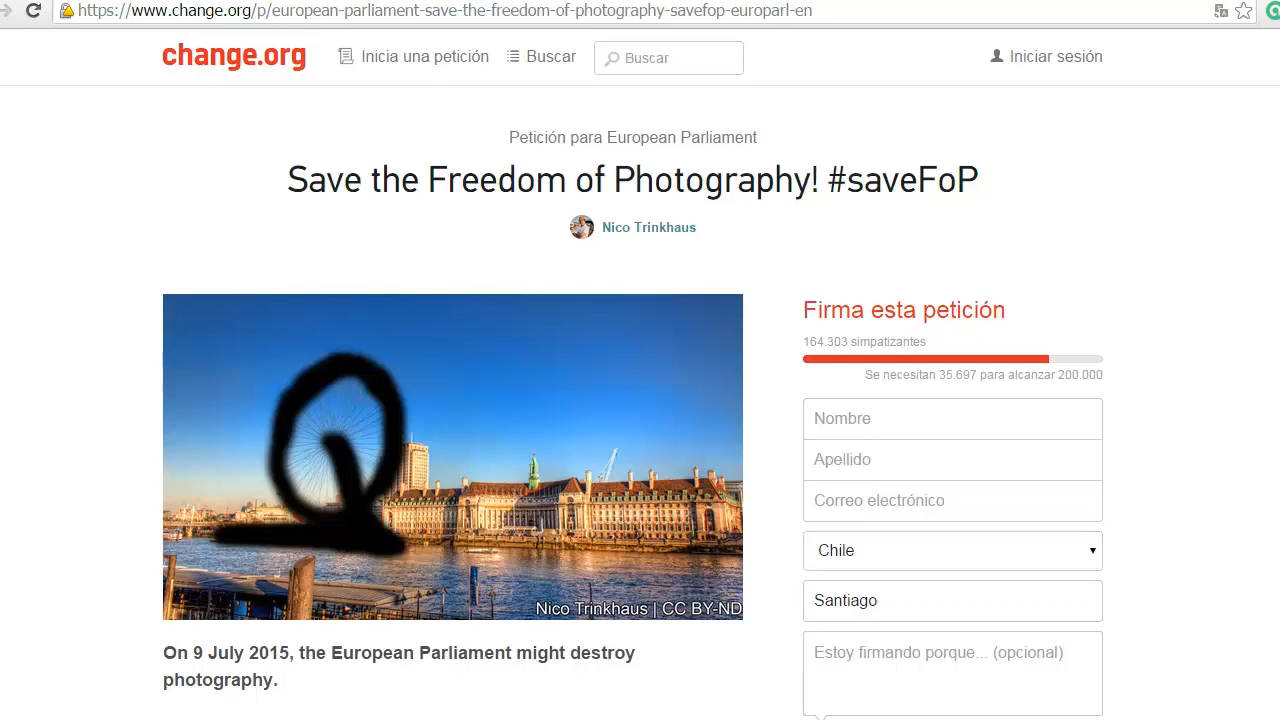 https://www.change.org/p/european-parliament-save-the-freedom-of-photography-savefop-europarl-en
change.org Inicia una petición Buscar Buscar Iniciar sesión
Petición para European Parliament
Save the Freedom of Photography! #saveFoP
Nico Trinkhaus
Nico Trinkhaus | CC BY-ND
On 9 July 2015, the European Parliament might destroy
photography.
Firma esta petición
164.303 simpatizantes
Se necesitan 35.697 para alcanzar 200.000
Nombre
Apellido
Correo electrónico
Chile
Santiago
Estoy firmando porque... (opcional)